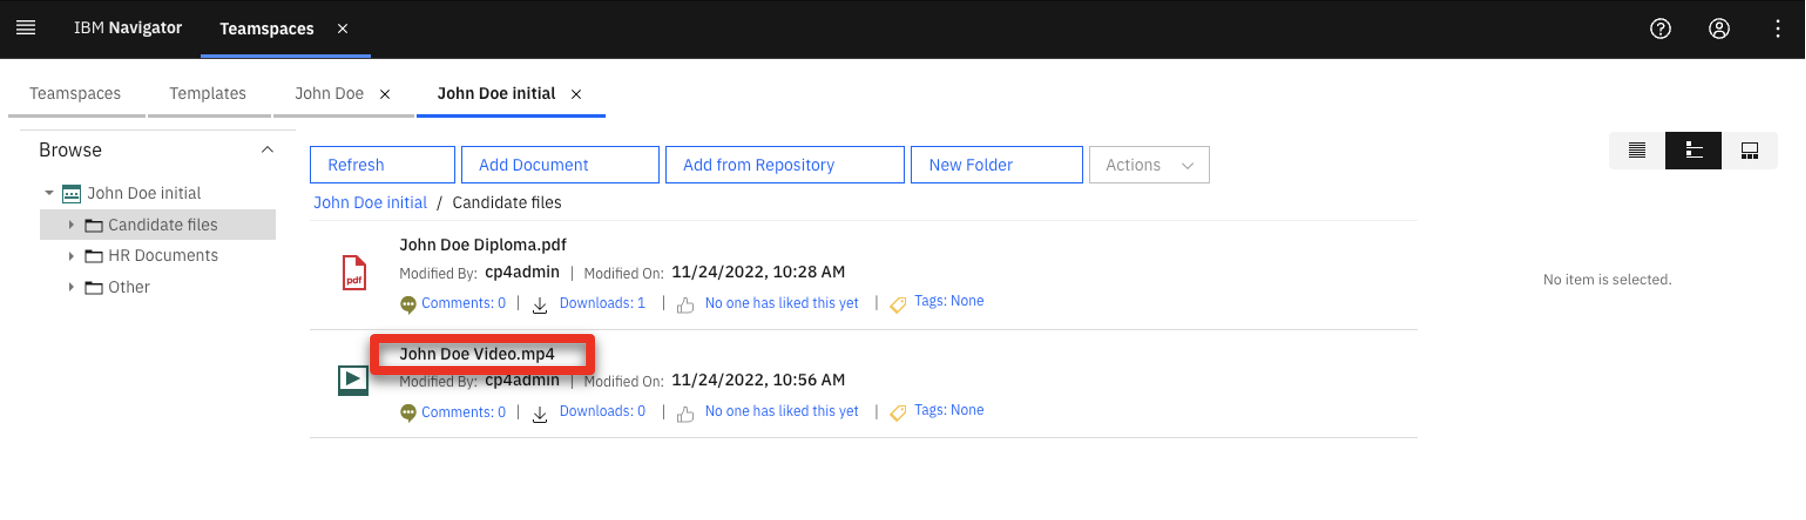 IBM Navigator Teamspaces
Teamspaces Templates John Doe John Doe initial
Browse
John Doe initial
Candidate files
HR Documents
Other
Refresh Add Document Add from Repository New Folder Actions
John Doe initial / Candidate files
John Doe Diploma.pdf
pdf
Modified By: cp4admin | Modified On: 11/24/2022, 10:28 AM
Comments: 0 | Downloads: 1 | No one has liked this yet | Tags: None
John Doe Video.mp4
Modified By: cp4admin | Modified On: 11/24/2022, 10:56 AM
Comments: 0 | Downloads: 0 | No one has liked this yet | Tags: None
No item is selected.